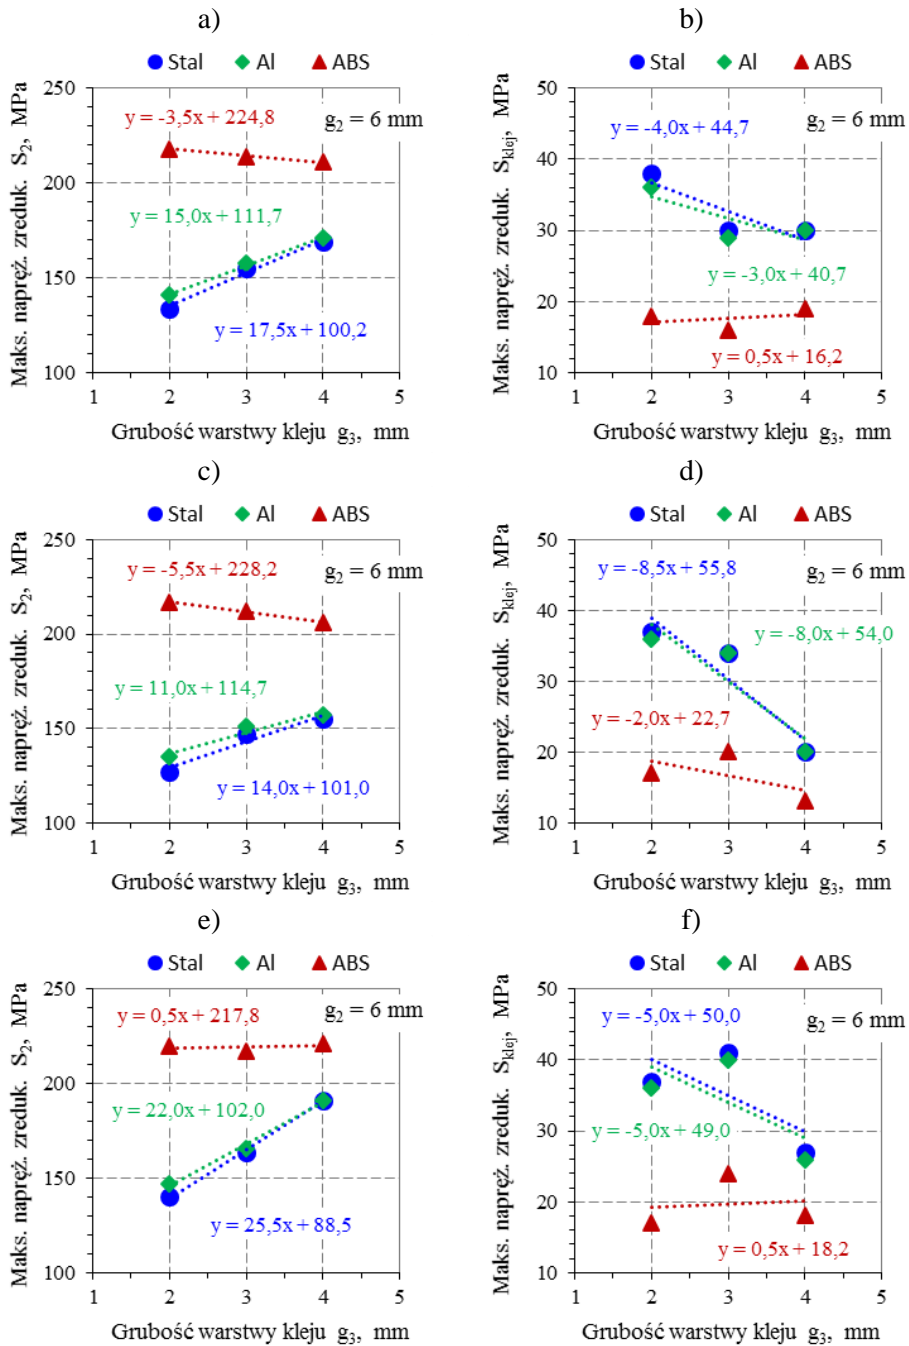 a)
Stal Al ABS
Maks. napręż. zreduk. S₂, MPa
250
200
150
100
y = -3,5x + 224,8
g₂ = 6 mm
y = 15,0x + 111,7
y = 17,5x + 100,2
1 2 3 4 5
Grubość warstwy kleju g₃, mm
b)
Stal Al ABS
Maks. napręż. zreduk. Sₖₗₑⱼ, MPa
50
40
30
20
10
y = -4,0x + 44,7
g₂ = 6 mm
y = -3,0x + 40,7
y = 0,5x + 16,2
1 2 3 4 5
Grubość warstwy kleju g₃, mm
c)
Stal Al ABS
Maks. napręż. zreduk. S₂, MPa
250
200
150
100
y = -5,5x + 228,2
g₂ = 6 mm
y = 11,0x + 114,7
y = 14,0x + 101,0
1 2 3 4 5
Grubość warstwy kleju g₃, mm
d)
Stal Al ABS
Maks. napręż. zreduk. Sₖₗₑⱼ, MPa
50
40
30
20
10
y = -8,5x + 55,8
g₂ = 6 mm
y = -8,0x + 54,0
y = -2,0x + 22,7
1 2 3 4 5
Grubość warstwy kleju g₃, mm
e)
Stal Al ABS
Maks. napręż. zreduk. S₂, MPa
250
200
150
100
y = 0,5x + 217,8
g₂ = 6 mm
y = 22,0x + 102,0
y = 25,5x + 88,5
1 2 3 4 5
Grubość warstwy kleju g₃, mm
f)
Stal Al ABS
Maks. napręż. zreduk. Sₖₗₑⱼ, MPa
50
40
30
20
10
y = -5,0x + 50,0
g₂ = 6 mm
y = -5,0x + 49,0
y = 0,5x + 18,2
1 2 3 4 5
Grubość warstwy kleju g₃, mm